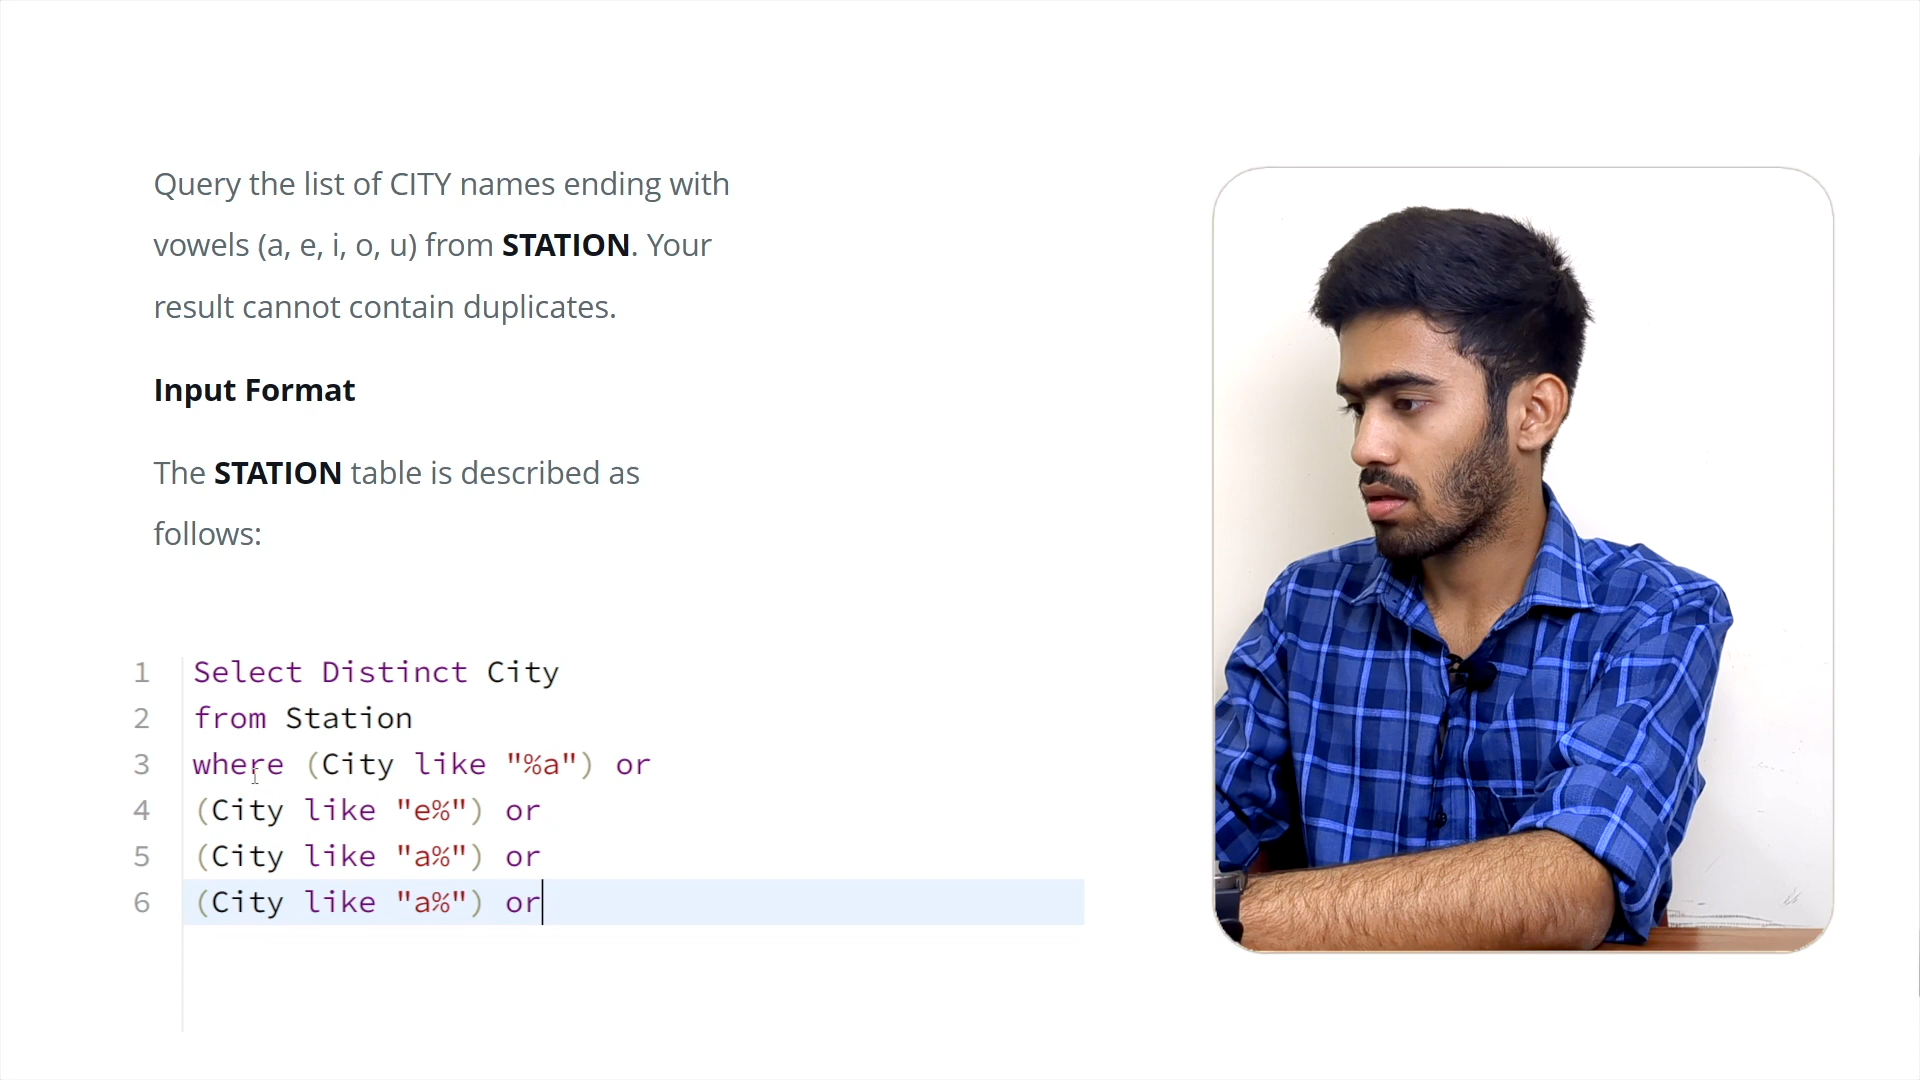 Query the list of CITY names ending with
vowels (a, e, i, o, u) from STATION. Your
result cannot contain duplicates.
Input Format
The STATION table is described as
follows:
1 Select Distinct City
2 from Station
3 where (City like "%a") or
4 (City like "e%") or
5 (City like "a%") or
6 (City like "a%") or